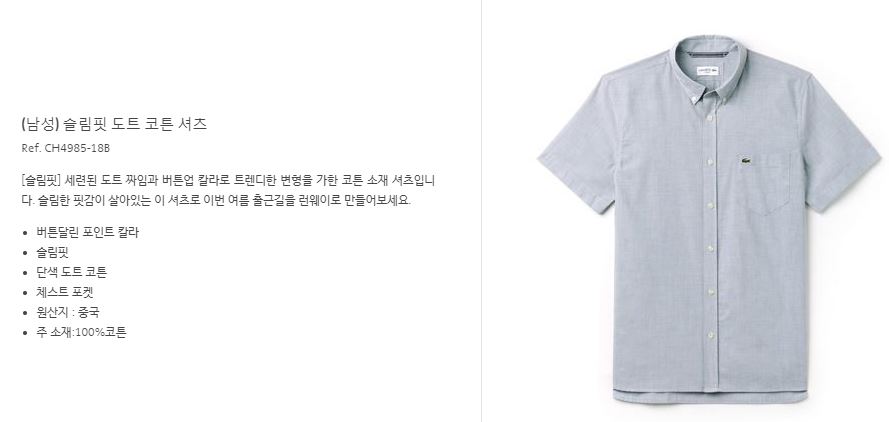 (남성) 슬림핏 도트 코튼 셔츠
Ref. CH4985-18B
[슬림핏] 세련된 도트 짜임과 버튼업 칼라로 트렌디한 변형을 가한 코튼 소재 셔츠입니
다. 슬림한 핏감이 살아있는 이 셔츠로 이번 여름 출근길을 런웨이로 만들어보세요.
• 버튼달린 포인트 칼라
• 슬림핏
• 단색 도트 코튼
• 체스트 포켓
• 원산지 : 중국
• 주 소재:100%코튼